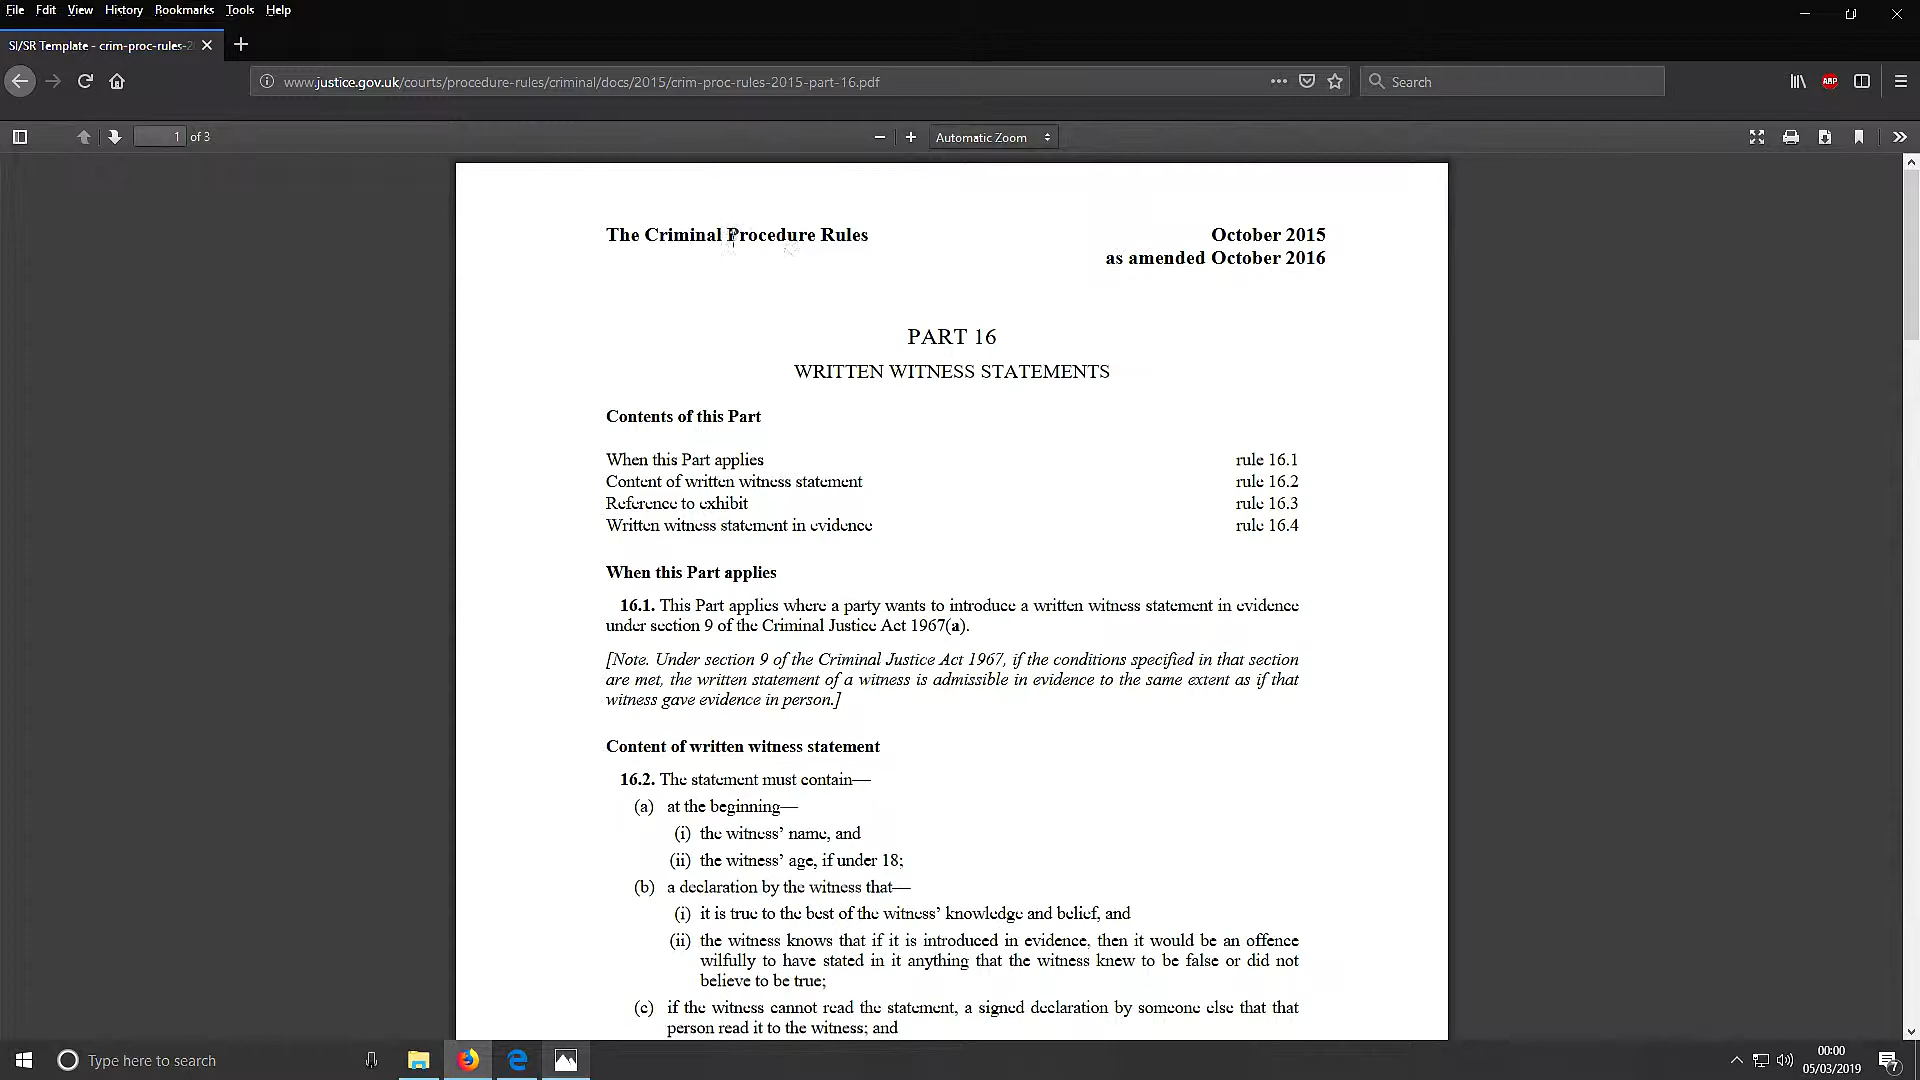 File Edit View History Bookmarks Tools Help
SI/SR Template - crim-proc-rules-2
www.justice.gov.uk/courts/procedure-rules/criminal/docs/2015/crim-proc-rules-2015-part-16.pdf
Search
ABP
1 of 3
Automatic Zoom
The Criminal Procedure Rules October 2015
as amended October 2016
PART 16
WRITTEN WITNESS STATEMENTS
Contents of this Part
When this Part applies rule 16.1
Content of written witness statement rule 16.2
Reference to exhibit rule 16.3
Written witness statement in evidence rule 16.4
When this Part applies
16.1. This Part applies where a party wants to introduce a written witness statement in evidence
under section 9 of the Criminal Justice Act 1967(a).
[Note. Under section 9 of the Criminal Justice Act 1967, if the conditions specified in that section
are met, the written statement of a witness is admissible in evidence to the same extent as if that
witness gave evidence in person.]
Content of written witness statement
16.2. The statement must contain—
(a) at the beginning—
(i) the witness’ name, and
(ii) the witness’ age, if under 18;
(b) a declaration by the witness that—
(i) it is true to the best of the witness’ knowledge and belief, and
(ii) the witness knows that if it is introduced in evidence, then it would be an offence
wilfully to have stated in it anything that the witness knew to be false or did not
believe to be true;
(c) if the witness cannot read the statement, a signed declaration by someone else that that
person read it to the witness; and
Type here to search
00:00
05/03/2019
7